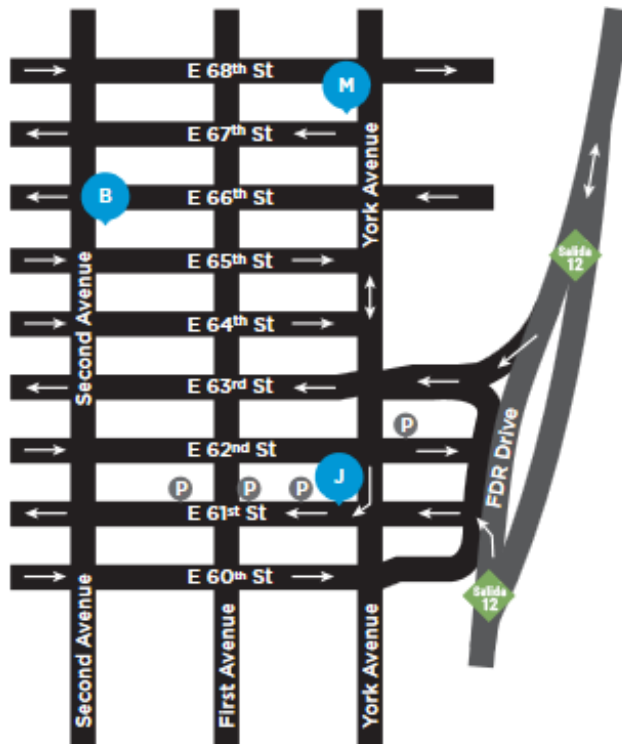 E 68th St
M
E 67th St
York Avenue
B
E 66th St
E 65th St
Salida
12
Second Avenue
E 64th St
E 63rd St
P
E 62nd St
FDR Drive
J
P
P
P
E 61st St
E 60th St
Salida
12
Second Avenue
First Avenue
York Avenue